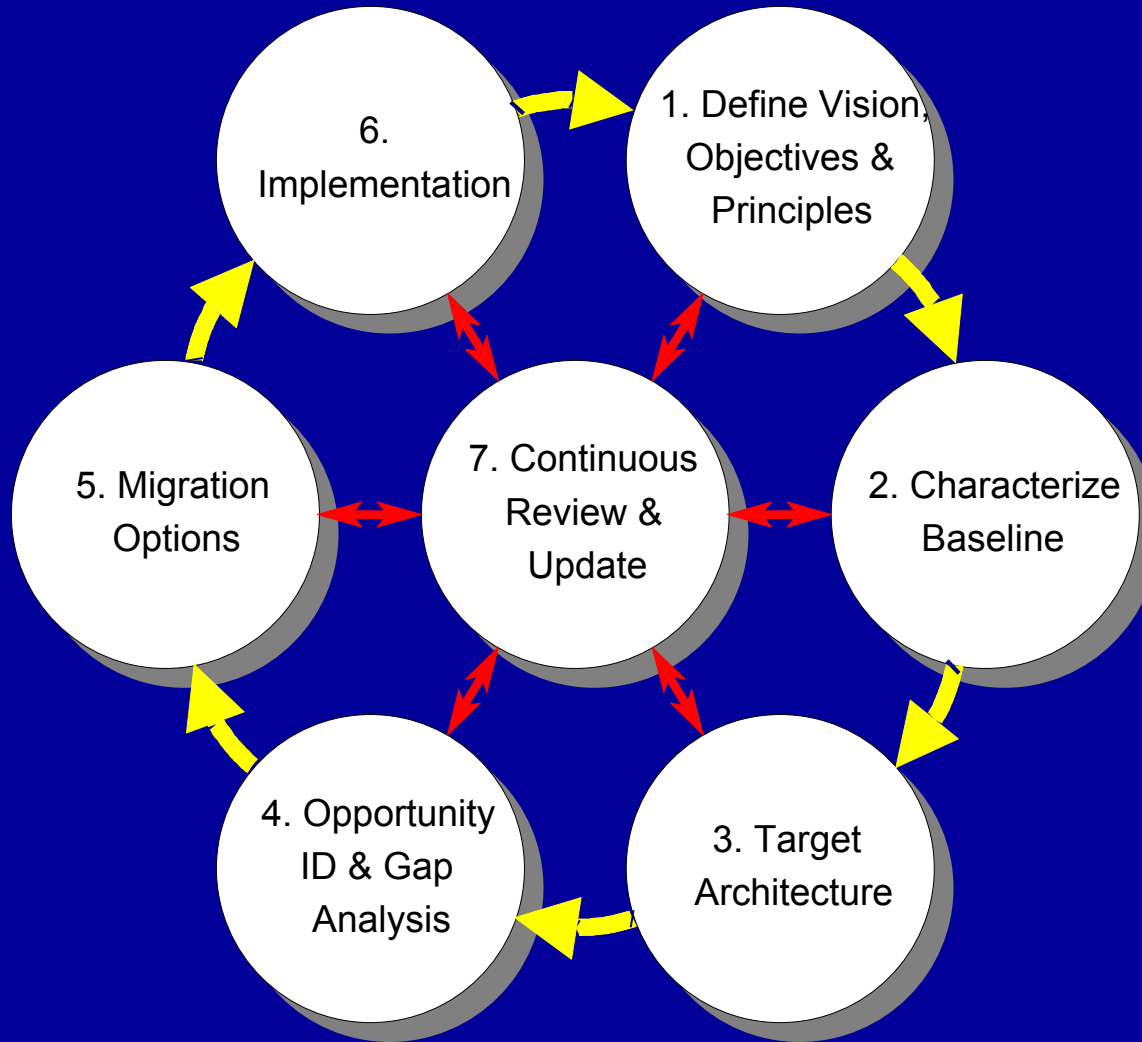 1. Define Vision,
Objectives &
Principles
2. Characterize
Baseline
3. Target
Architecture
4. Opportunity
ID & Gap
Analysis
5. Migration
Options
6.
Implementation
7. Continuous
Review &
Update